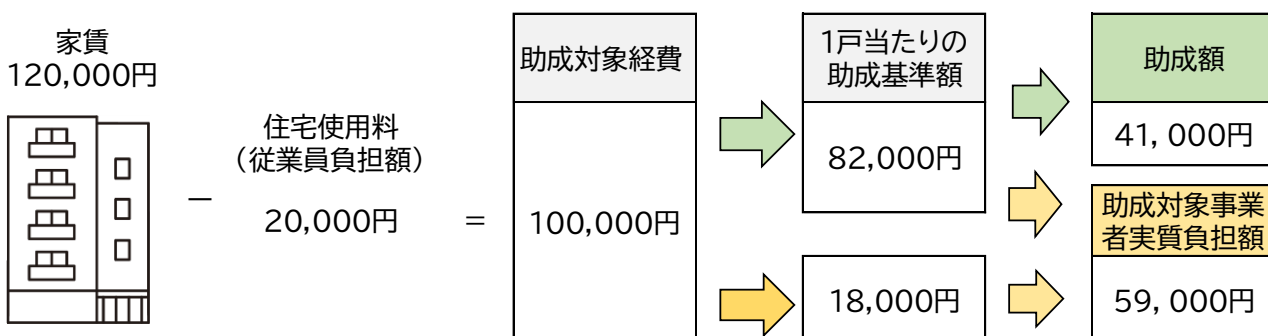 家賃
120,000円
－
住宅使用料
（従業員負担額）
20,000円
＝
助成対象経費
100,000円
1戸当たりの
助成基準額
82,000円
18,000円
助成額
41，000円
助成対象事業
者実質負担額
59，000円